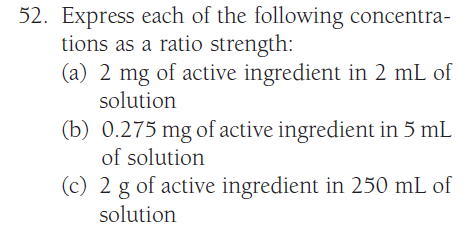 52. Express each of the following concentra-
tions as a ratio strength:
(a) 2 mg of active ingredient in 2 mL of
solution
(b) 0.275 mg of active ingredient in 5 mL
of solution
(c) 2 g of active ingredient in 250 mL of
solution